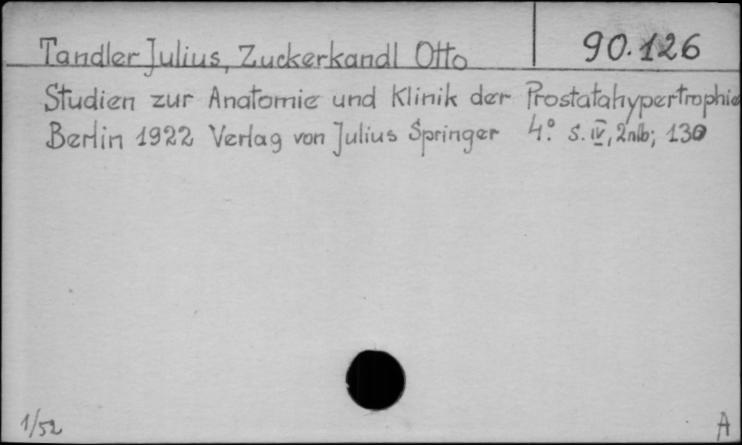 Tandler Julius, Zuckerkandl Otto 90.126
Studien zur Anatomie und Klinik der Prostatahypertrophie
Berlin 1922 Verlag von Julius Springer 4° S. IV, 2nlb; 130
1/52 A